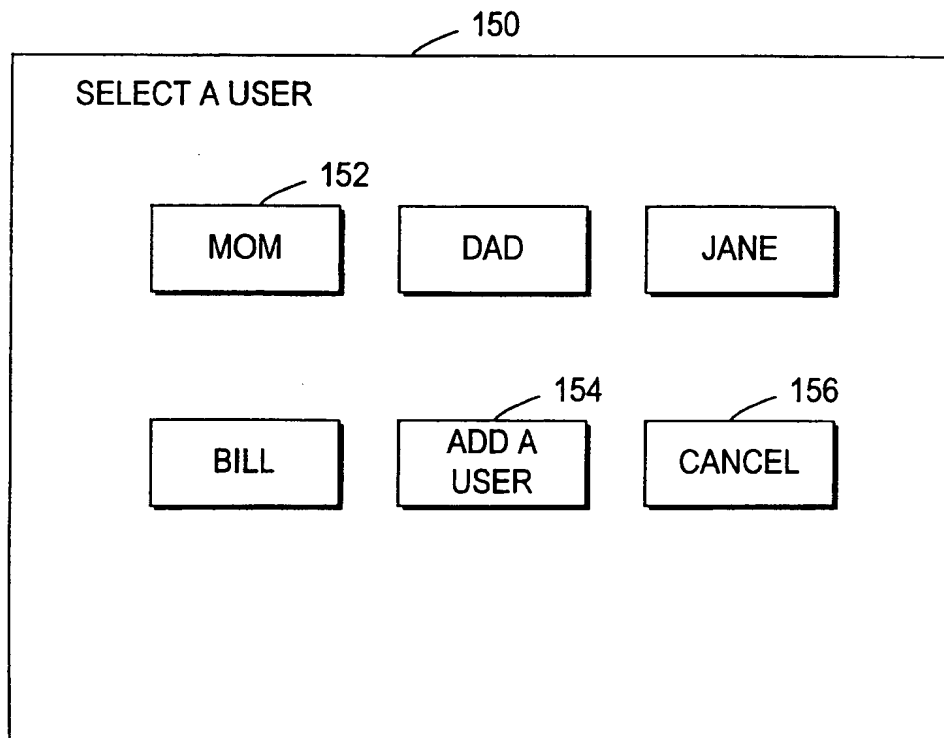 150
SELECT A USER
152
MOM
DAD
JANE
154
156
BILL
ADD A
USER
CANCEL